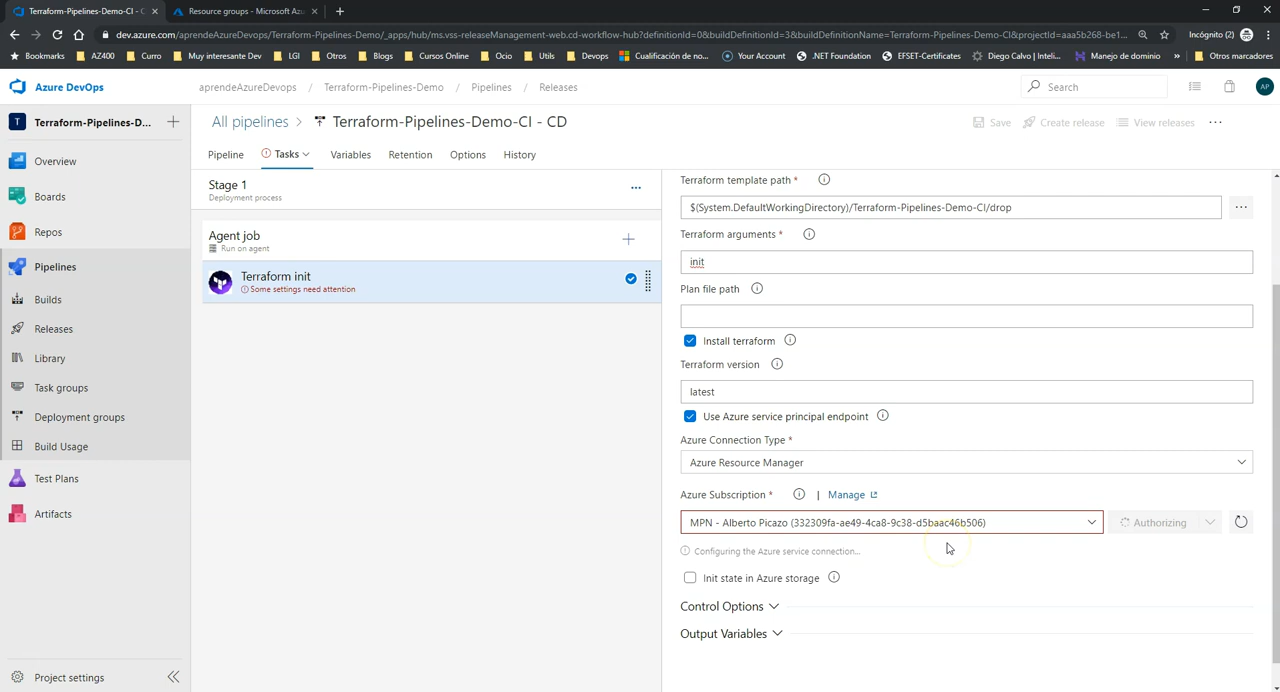 Terraform-Pipelines-Demo-CI - C
Resource groups - Microsoft Azu
dev.azure.com/aprendeAzureDevops/Terraform-Pipelines-Demo/_apps/hub/ms.vss-releaseManagement-web.cd-workflow-hub?definitionId=0&buildDefinitionId=3&buildDefinitionName=Terraform-Pipelines-Demo-CI&projectId=aaa5b268-be1...
Incógnito (2)
Bookmarks
AZ400
Curro
Muy interesante Dev
LGI
Otros
Blogs
Cursos Online
Ocio
Utils
Devops
Cualificación de no...
Your Account
.NET Foundation
EFSET-Certificates
Diego Calvo | Inteli...
Manejo de dominio
»
Otros marcadores
Azure DevOps
aprendeAzureDevops / Terraform-Pipelines-Demo / Pipelines / Releases
Search
AP
T
Terraform-Pipelines-D...
Overview
Boards
Repos
Pipelines
Builds
Releases
Library
Task groups
Deployment groups
Build Usage
Test Plans
Artifacts
Project settings
All pipelines > Terraform-Pipelines-Demo-CI - CD
Save
Create release
View releases
Pipeline
Tasks
Variables
Retention
Options
History
Stage 1
Deployment process
Agent job
Run on agent
Terraform init
Some settings need attention
Terraform template path *
$(System.DefaultWorkingDirectory)/Terraform-Pipelines-Demo-CI/drop
Terraform arguments *
init
Plan file path
Install terraform
Terraform version
latest
Use Azure service principal endpoint
Azure Connection Type *
Azure Resource Manager
Azure Subscription * | Manage
MPN - Alberto Picazo (332309fa-ae49-4ca8-9c38-d5baac46b506)
Authorizing
Configuring the Azure service connection...
Init state in Azure storage
Control Options
Output Variables